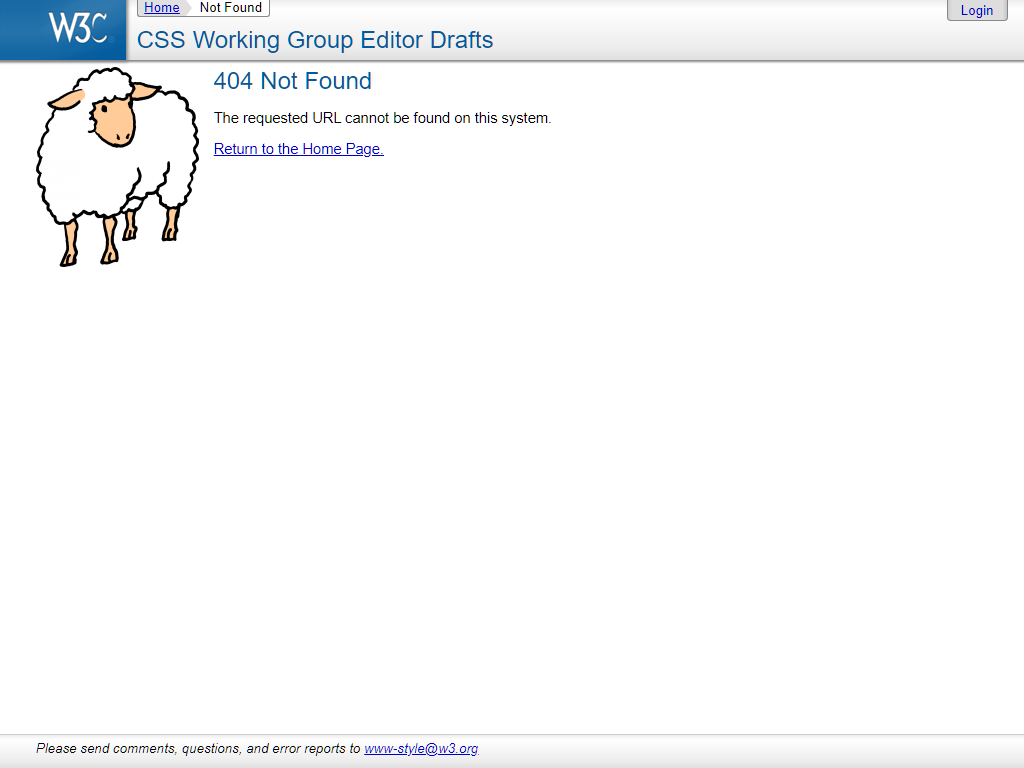 W3C
Home
Not Found
Login
CSS Working Group Editor Drafts
404 Not Found
The requested URL cannot be found on this system.
Return to the Home Page.
Please send comments, questions, and error reports to www-style@w3.org